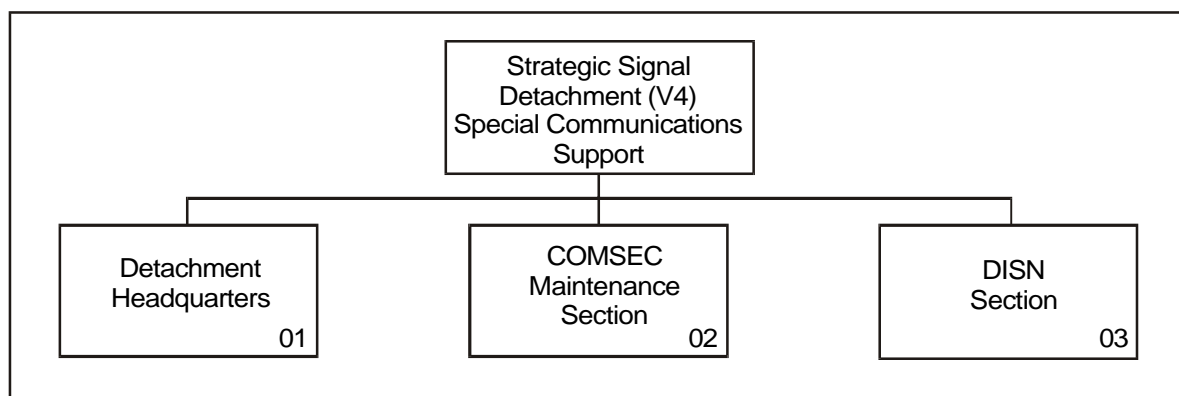 Strategic Signal
Detachment (V4)
Special Communications
Support
Detachment
Headquarters
01
COMSEC
Maintenance
Section
02
DISN
Section
03